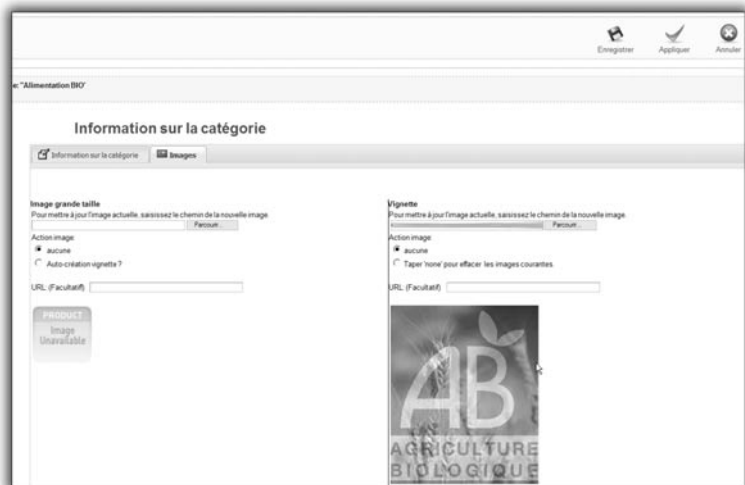 Enregistrer Appliquer Annuler
e: "Alimentation BIO"
Information sur la catégorie
Information sur la catégorie Images
Image grande taille
Pour mettre à jour l'image actuelle, saisissez le chemin de la nouvelle image.
Parcourir...
Action image:
aucune
Auto-création vignette ?
URL: (Facultatif)
PRODUCT
Image
Unavailable
Vignette
Pour mettre à jour l'image actuelle, saisissez le chemin de la nouvelle image.
Parcourir...
Action image:
aucune
Taper 'none' pour effacer les images courantes.
URL: (Facultatif)
AB
AGRICULTURE
BIOLOGIQUE